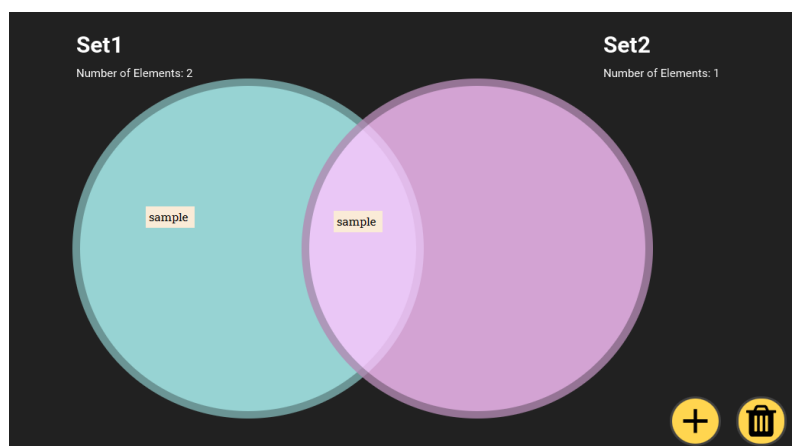 Set1
Number of Elements: 2
Set2
Number of Elements: 1
sample
sample